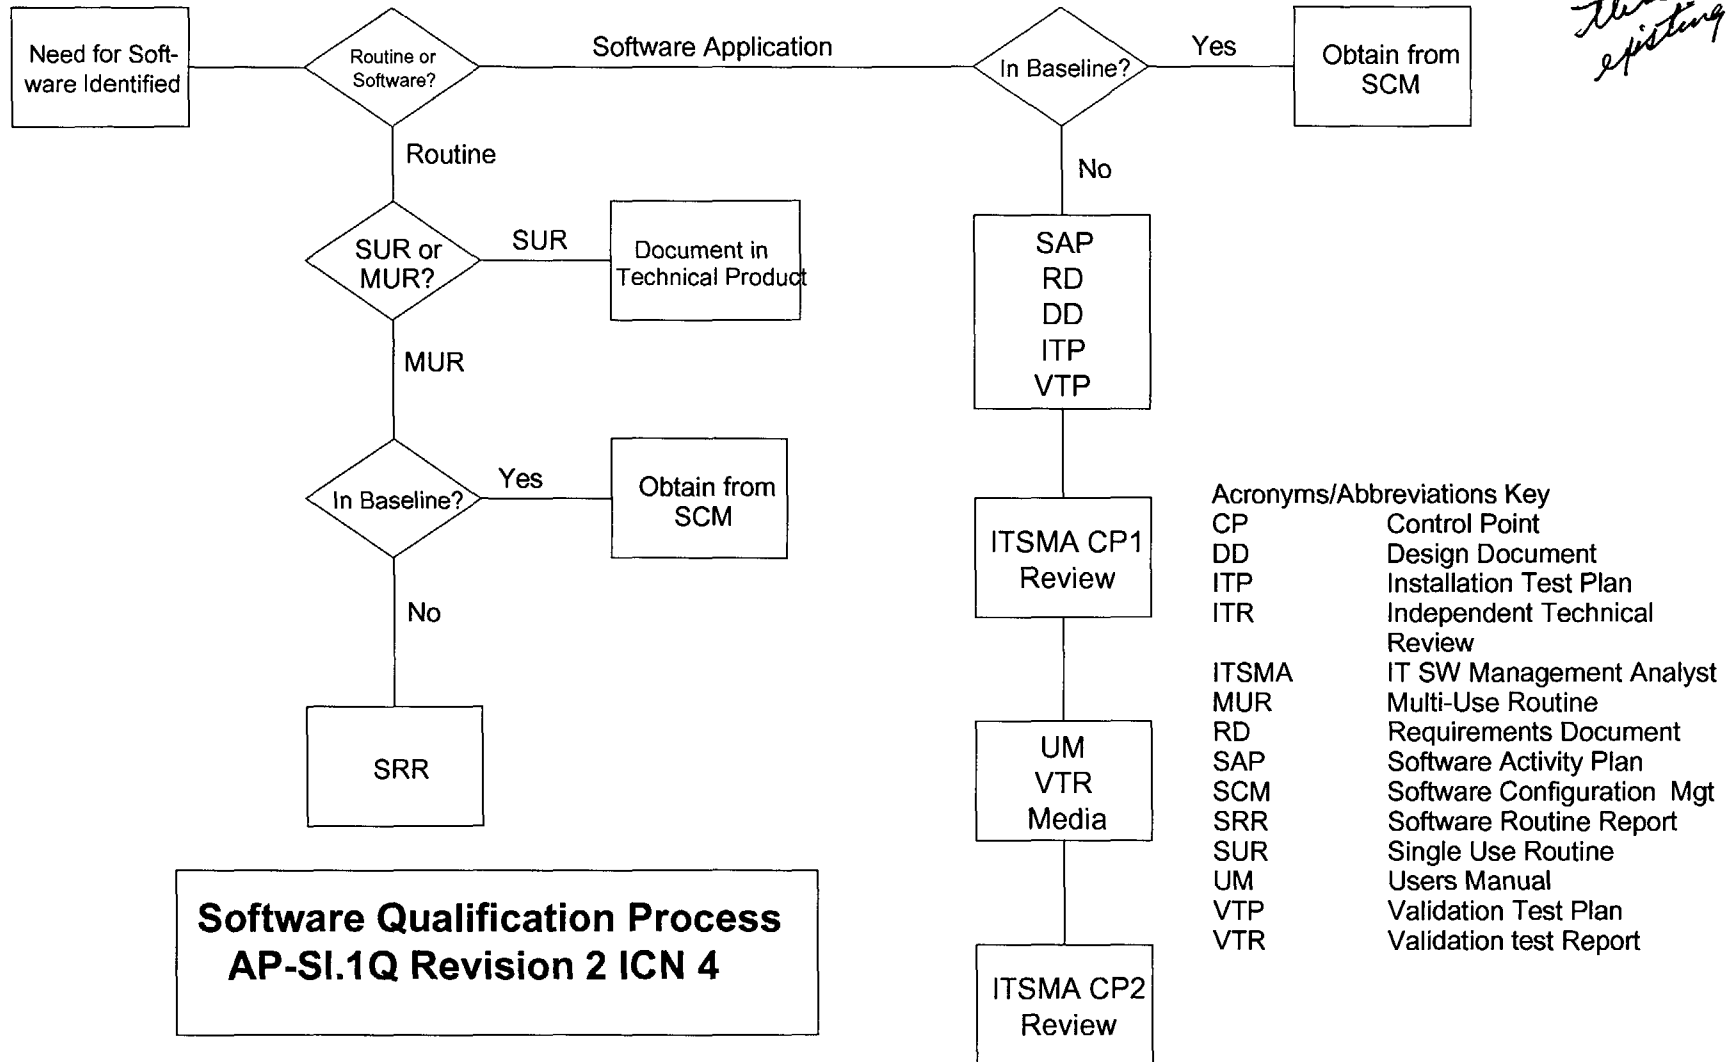 Need for Soft-
ware Identified
Routine or
Software?
Software Application
In Baseline?
Yes
Obtain from
SCM
existing
Routine
No
SUR or
MUR?
SUR
Document in
Technical Product
SAP
RD
DD
ITP
VTP
MUR
In Baseline?
Yes
Obtain from
SCM
ITSMA CP1
Review
No
SRR
UM
VTR
Media
ITSMA CP2
Review
Acronyms/Abbreviations Key
CP Control Point
DD Design Document
ITP Installation Test Plan
ITR Independent Technical
Review
ITSMA IT SW Management Analyst
MUR Multi-Use Routine
RD Requirements Document
SAP Software Activity Plan
SCM Software Configuration Mgt
SRR Software Routine Report
SUR Single Use Routine
UM Users Manual
VTP Validation Test Plan
VTR Validation test Report
Software Qualification Process
AP-SI.1Q Revision 2 ICN 4